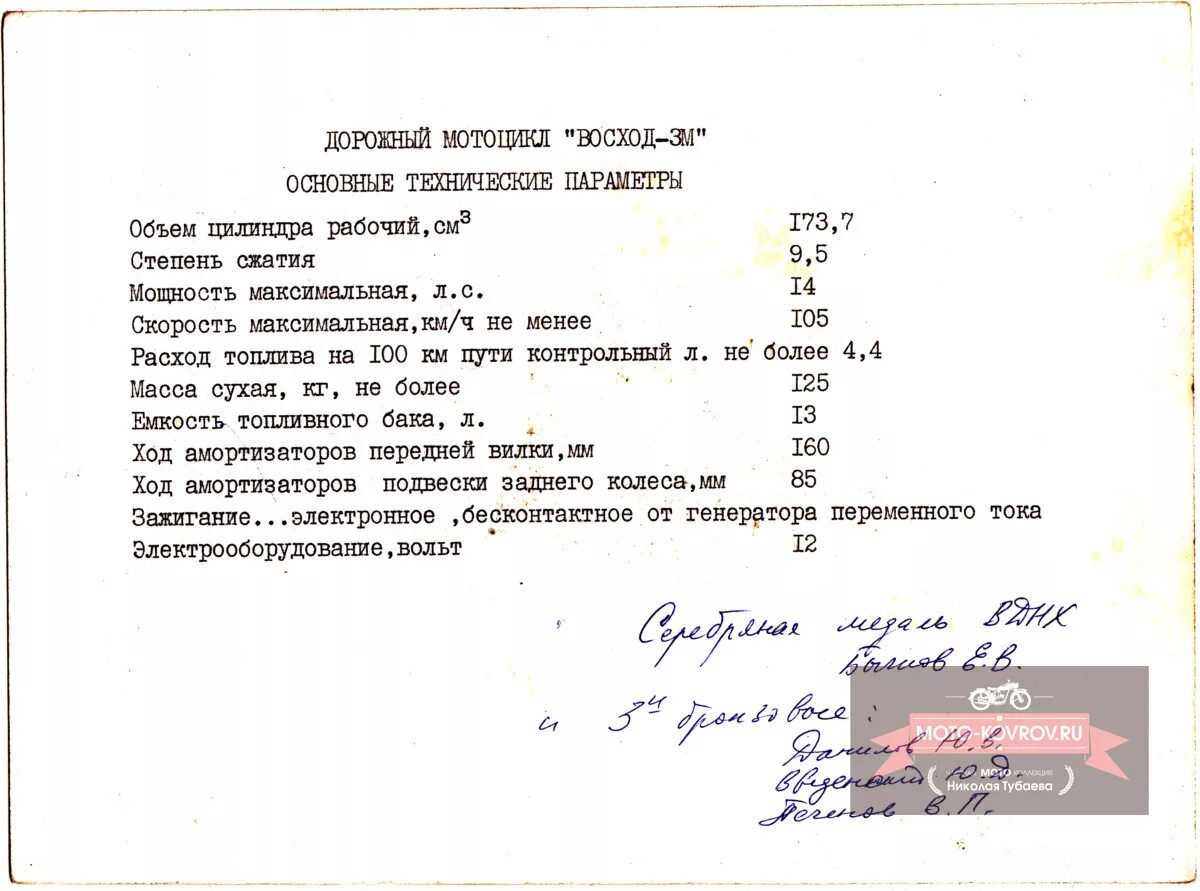 ДОРОЖНЫЙ МОТОЦИКЛ "ВОСХОД-3М"
ОСНОВНЫЕ ТЕХНИЧЕСКИЕ ПАРАМЕТРЫ
Объем цилиндра рабочий,см³ I73,7
Степень сжатия 9,5
Мощность максимальная, л.с. I4
Скорость максимальная,км/ч не менее I05
Расход топлива на I00 км пути контрольный л. не более 4,4
Масса сухая, кг, не более I25
Емкость топливного бака, л. I3
Ход амортизаторов передней вилки,мм I60
Ход амортизаторов подвески заднего колеса,мм 85
Зажигание...электронное ,бесконтактное от генератора переменного тока
Электрооборудование,вольт I2
Серебряная медаль ВДНХ
Е.В.
и 3и бронзовые:
Данилов Ю.В.
Введенский Ю.Д.
В.П.
MOTO-KOVROV.RU
МОТО КОЛЛЕКЦИЯ
Николая Тубаева